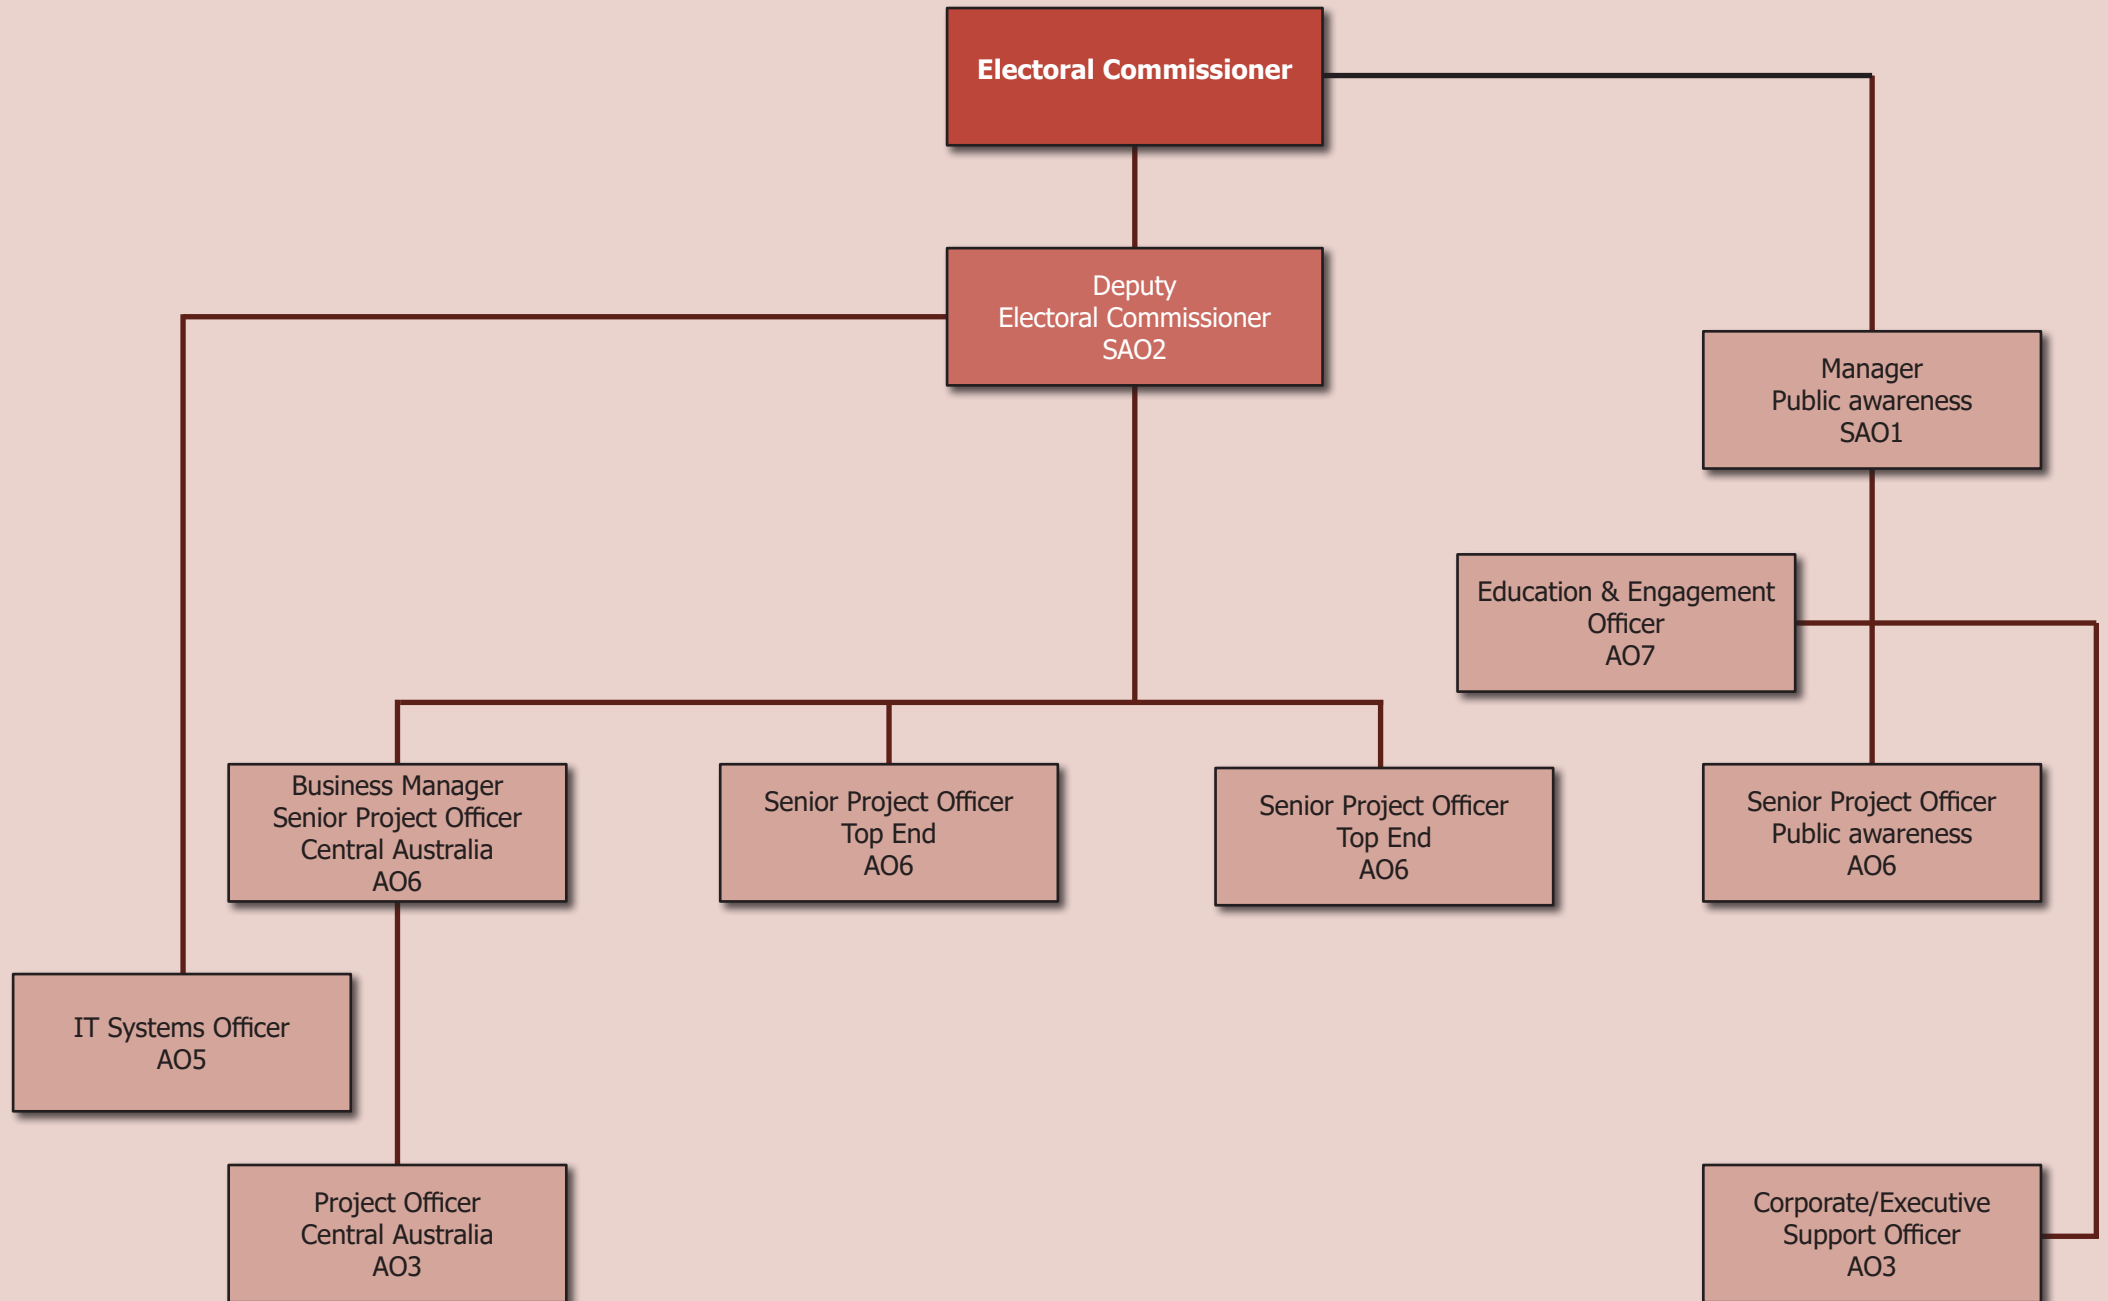 Electoral Commissioner
Deputy
Electoral Commissioner
SAO2
Manager
Public awareness
SAO1
Education & Engagement
Officer
AO7
Business Manager
Senior Project Officer
Central Australia
AO6
Senior Project Officer
Top End
AO6
Senior Project Officer
Top End
AO6
Senior Project Officer
Public awareness
AO6
IT Systems Officer
AO5
Project Officer
Central Australia
AO3
Corporate/Executive
Support Officer
AO3